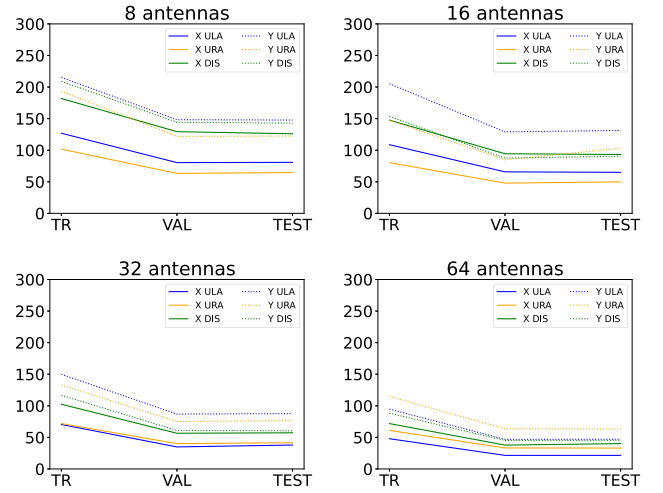 8 antennas
300
250
200
150
100
50
0
TR VAL TEST
X ULA Y ULA
X URA Y URA
X DIS Y DIS
16 antennas
300
250
200
150
100
50
0
TR VAL TEST
X ULA Y ULA
X URA Y URA
X DIS Y DIS
32 antennas
300
250
200
150
100
50
0
TR VAL TEST
X ULA Y ULA
X URA Y URA
X DIS Y DIS
64 antennas
300
250
200
150
100
50
0
TR VAL TEST
X ULA Y ULA
X URA Y URA
X DIS Y DIS